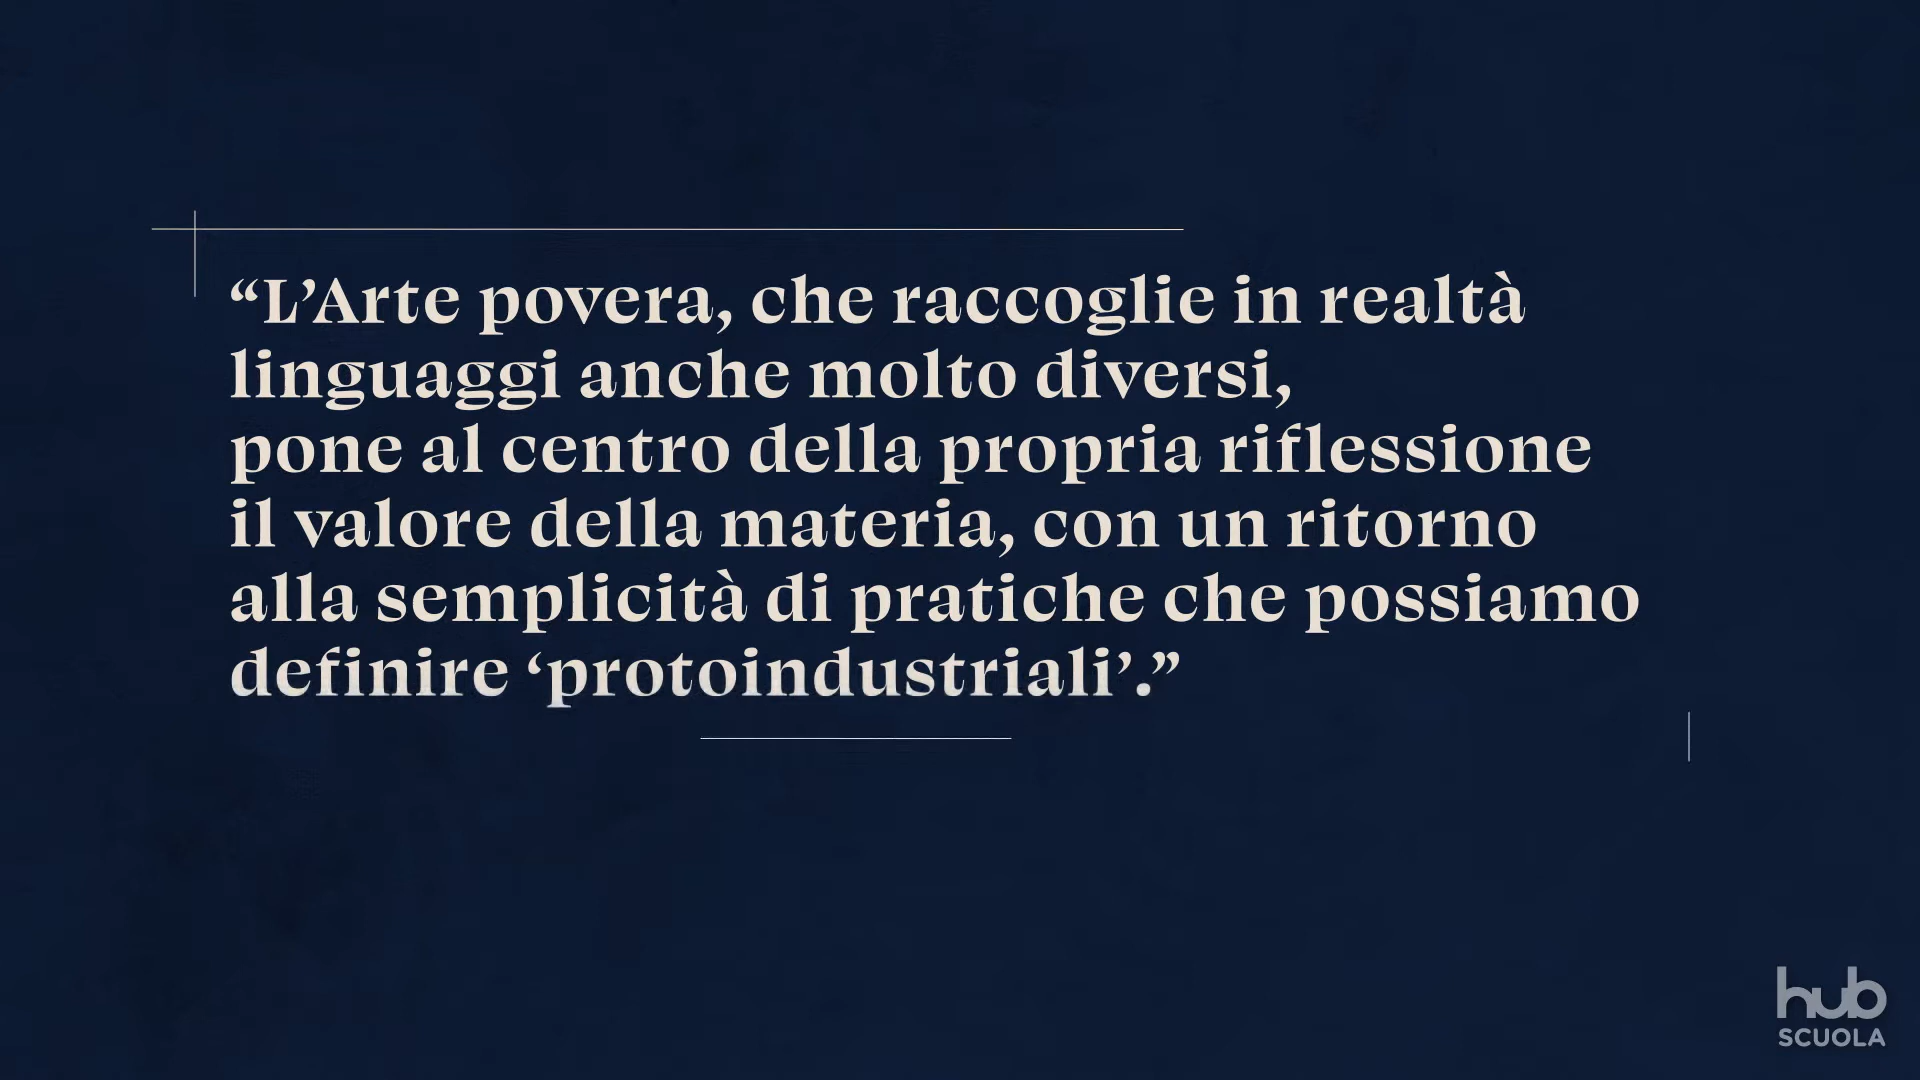 “L’Arte povera, che raccoglie in realtà
linguaggi anche molto diversi,
pone al centro della propria riflessione
il valore della materia, con un ritorno
alla semplicità di pratiche che possiamo
definire ‘protoindustriali’.”
hub
SCUOLA